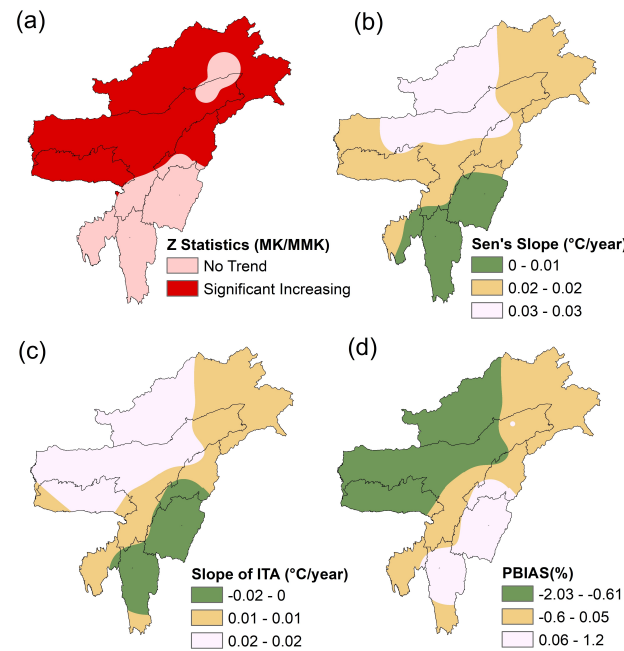 (a)
(b)
Z Statistics (MK/MMK)
No Trend
Significant Increasing
Sen's Slope (°C/year)
0 - 0.01
0.02 - 0.02
0.03 - 0.03
(c)
(d)
Slope of ITA (°C/year)
-0.02 - 0
0.01 - 0.01
0.02 - 0.02
PBIAS(%)
-2.03 - -0.61
-0.6 - 0.05
0.06 - 1.2